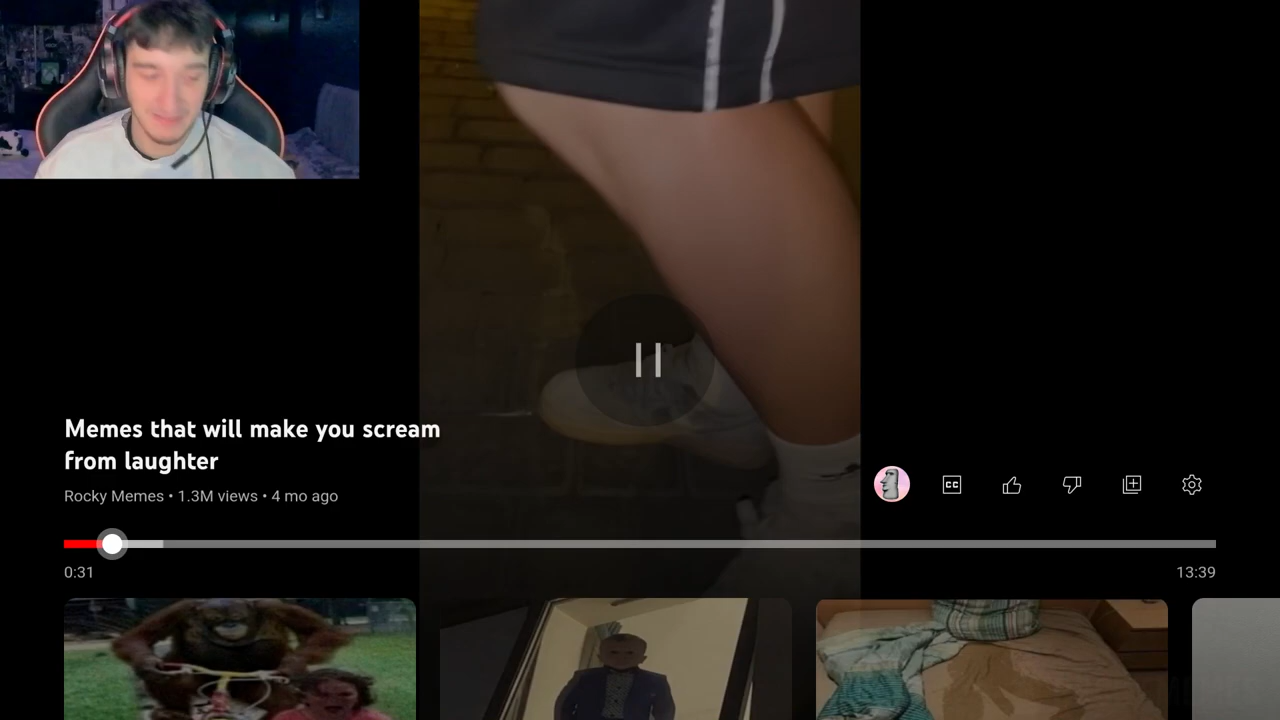 Memes that will make you scream
from laughter
Rocky Memes • 1.3M views • 4 mo ago
CC
0:31
13:39